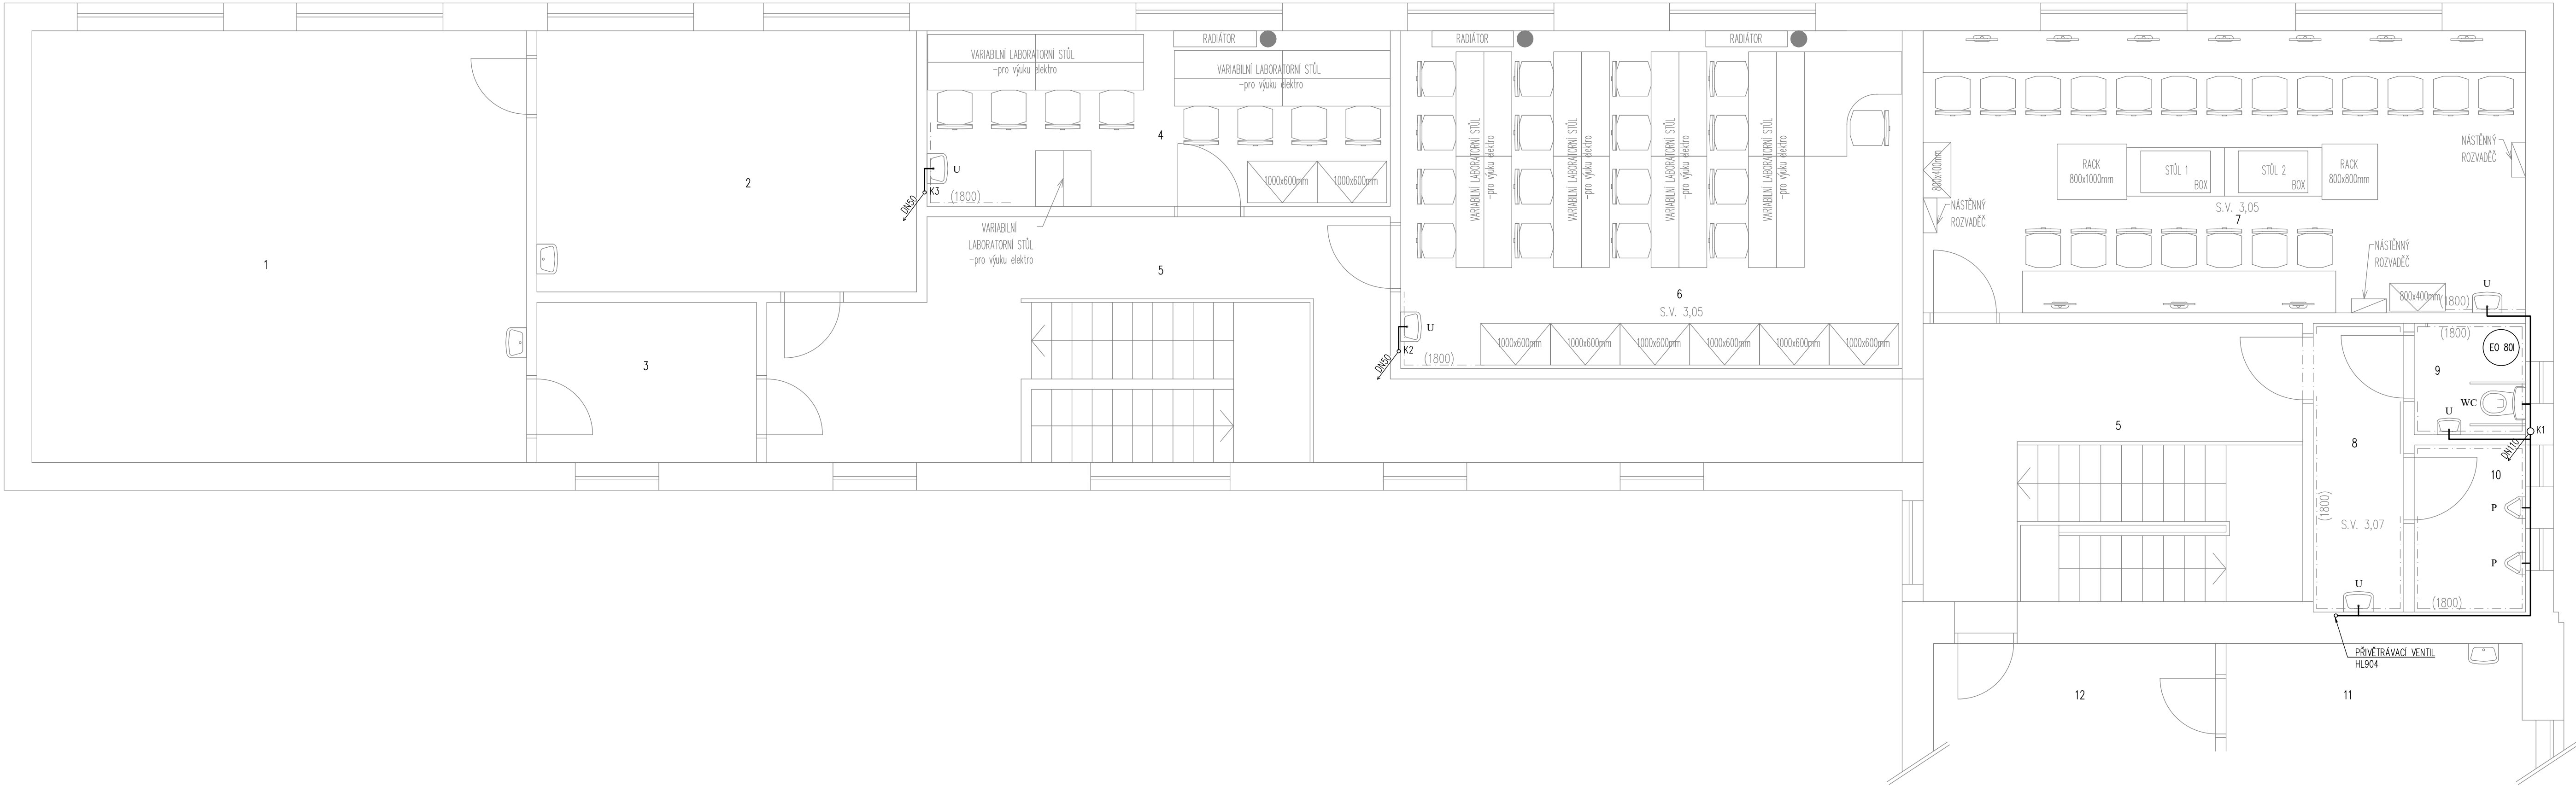 RADIÁTOR
RADIÁTOR
RADIÁTOR
VARIABILNÍ LABORATORNÍ STŮL
-pro výuku elektro
VARIABILNÍ LABORATORNÍ STŮL
-pro výuku elektro
4
U
K3
DN50
(1800)
1000x600mm
1000x600mm
VARIABILNÍ
LABORATORNÍ STŮL
-pro výuku elektro
1
2
3
5
VARIABILNÍ LABORATORNÍ STŮL
-pro výuku elektro
VARIABILNÍ LABORATORNÍ STŮL
-pro výuku elektro
VARIABILNÍ LABORATORNÍ STŮL
-pro výuku elektro
VARIABILNÍ LABORATORNÍ STŮL
-pro výuku elektro
6
S.V. 3,05
U
K2
DN50
(1800)
1000x600mm
1000x600mm
1000x600mm
1000x600mm
1000x600mm
1000x600mm
NÁSTĚNNÝ
ROZVADĚČ
800x400mm
RACK
800x1000mm
STŮL 1
BOX
STŮL 2
BOX
RACK
800x800mm
S.V. 3,05
7
NÁSTĚNNÝ
ROZVADĚČ
NÁSTĚNNÝ
ROZVADĚČ
800x400mm
(1800)
U
(1800)
EO 80l
9
WC
U
K1
DN110
5
8
10
(1800)
S.V. 3,07
P
P
U
(1800)
PŘIVĚTRÁVACÍ VENTIL
HL904
12
11